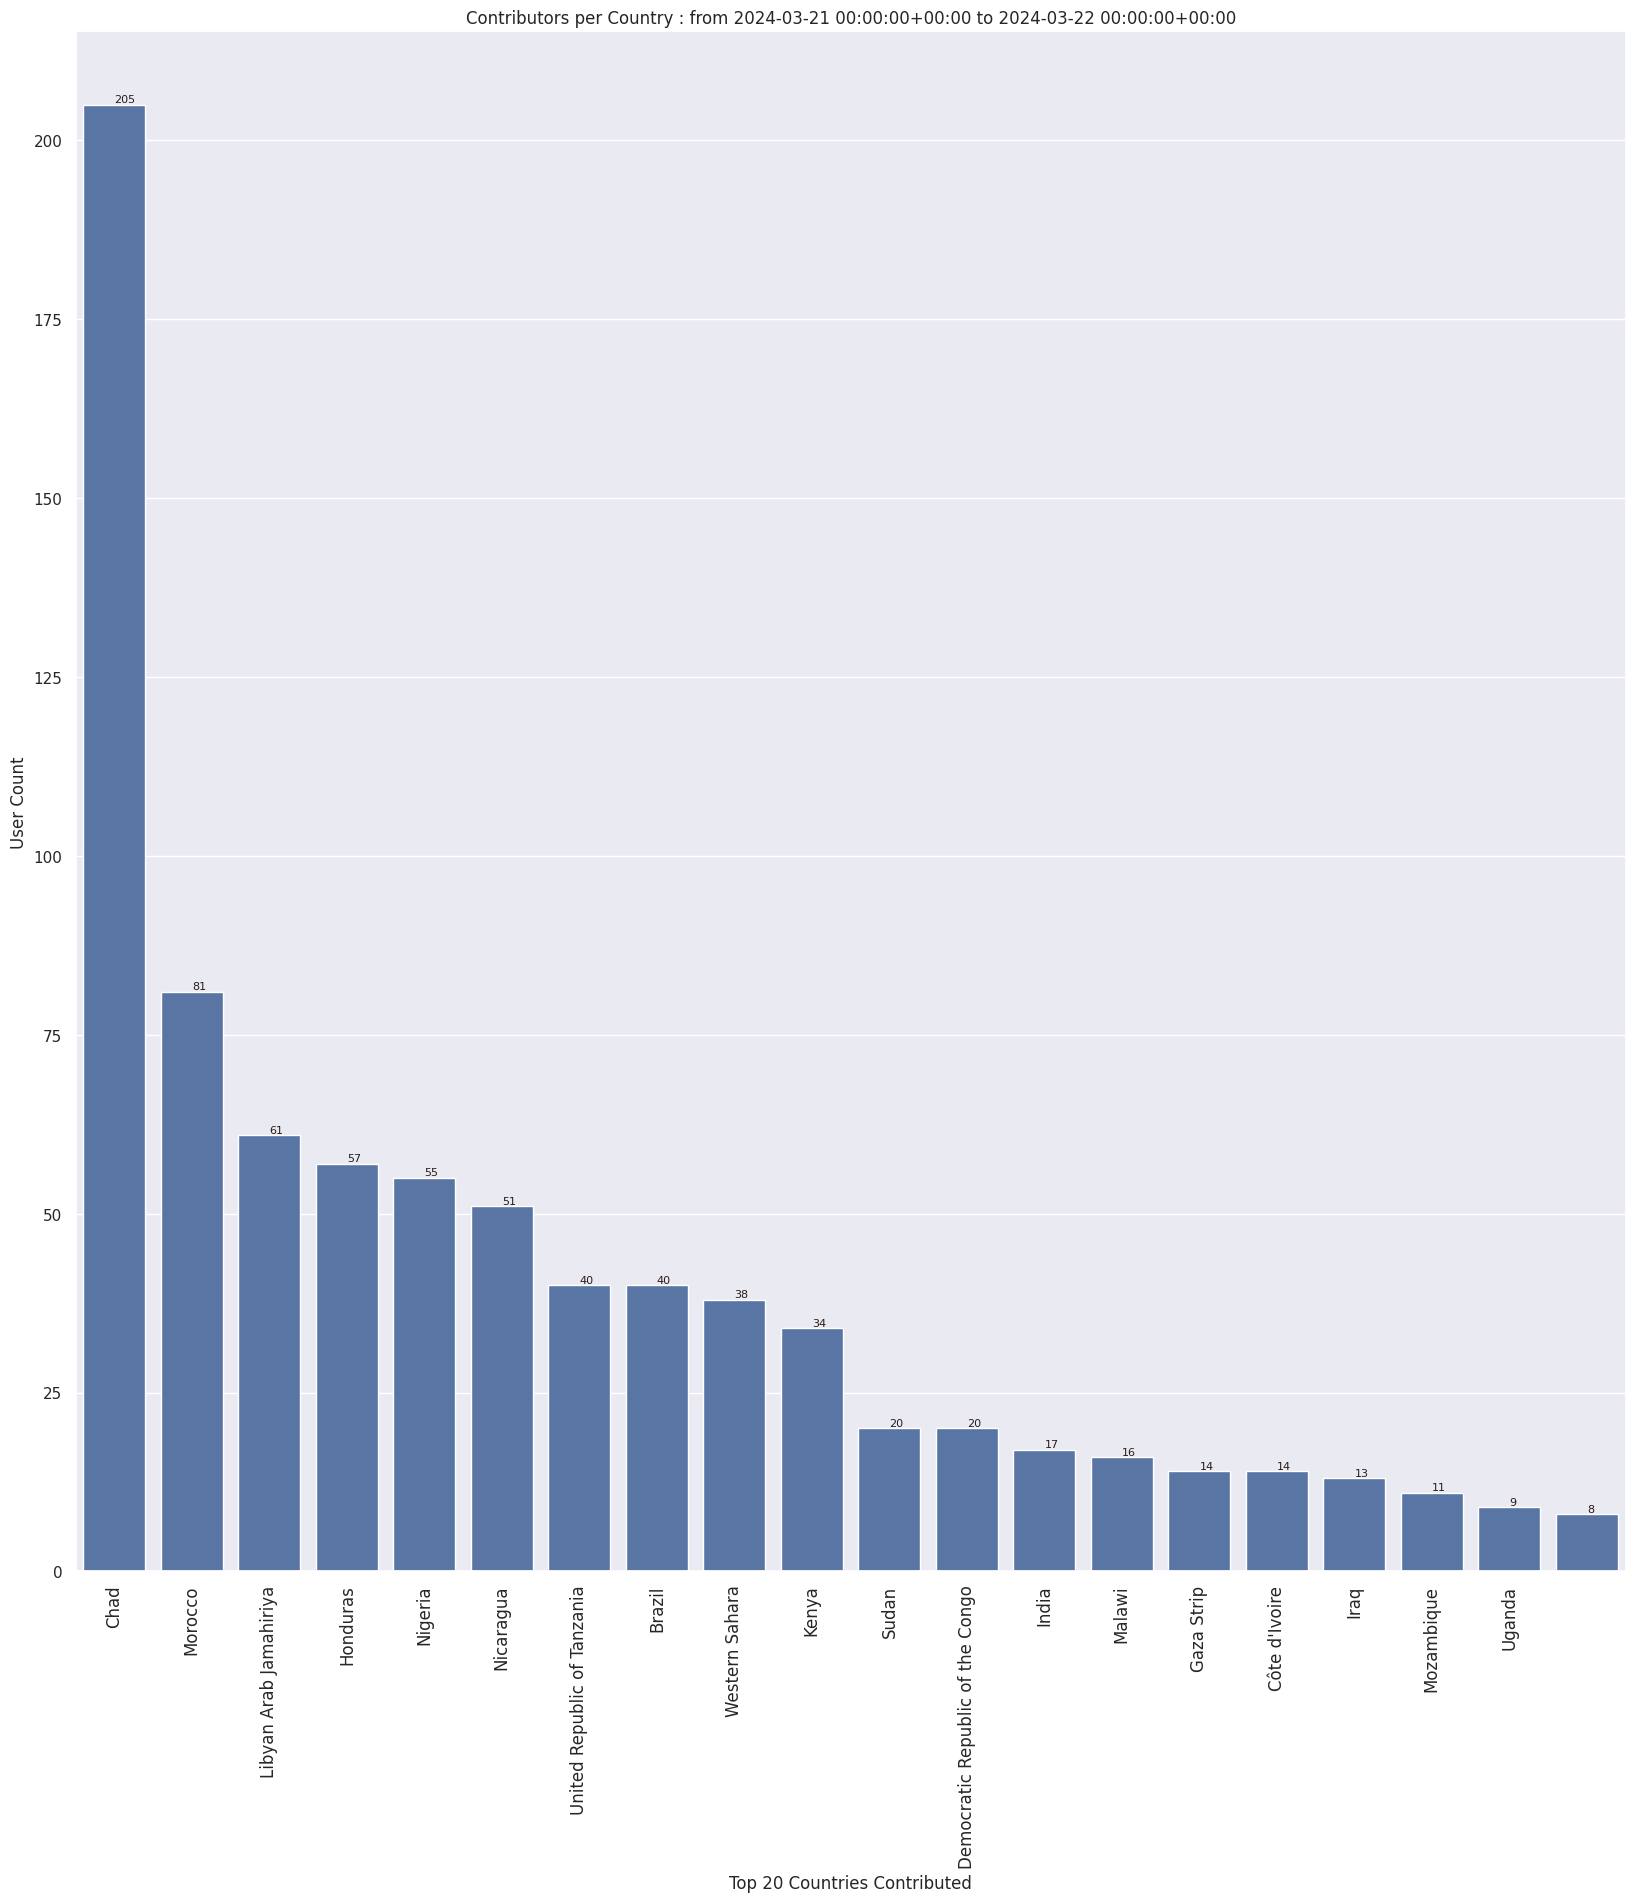 Contributors per Country : from 2024-03-21 00:00:00+00:00 to 2024-03-22 00:00:00+00:00
User Count
200
175
150
125
100
75
50
25
0
205
81
61
57
55
51
40
40
38
34
20
20
17
16
14
14
13
11
9
8
Chad
Morocco
Libyan Arab Jamahiriya
Honduras
Nigeria
Nicaragua
United Republic of Tanzania
Brazil
Western Sahara
Kenya
Sudan
Democratic Republic of the Congo
India
Malawi
Gaza Strip
Côte d'Ivoire
Iraq
Mozambique
Uganda
Top 20 Countries Contributed